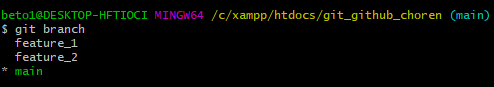 beto1@DESKTOP-HFTIOCI MINGW64 /c/xampp/htdocs/git_github_choren (main)
$ git branch
  feature_1
  feature_2
* main